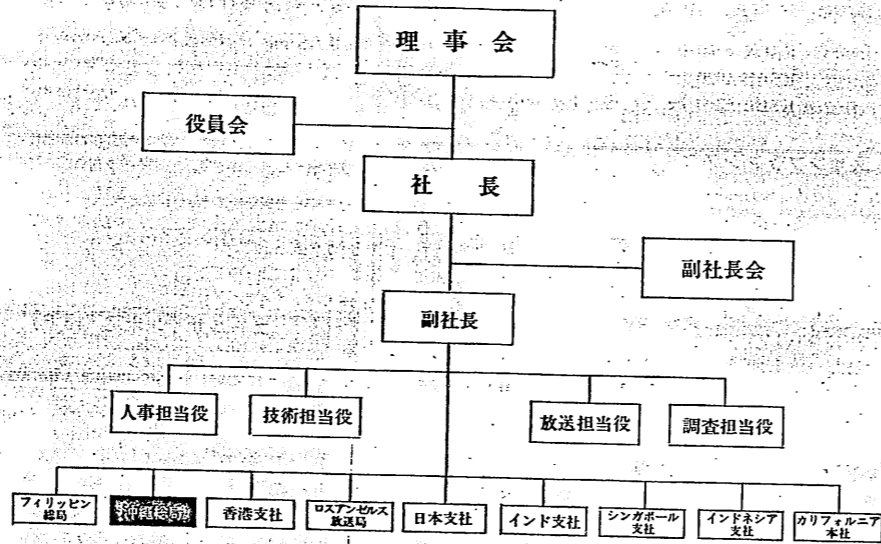 理事会
役員会
社長
副社長会
副社長
人事担当役
技術担当役
放送担当役
調査担当役
フィリッピン
総局
沖縄総局
香港支社
ロスアンゼルス
放送局
日本支社
インド支社
シンガポール
支社
インドネシア
支社
カリフォルニア
本社